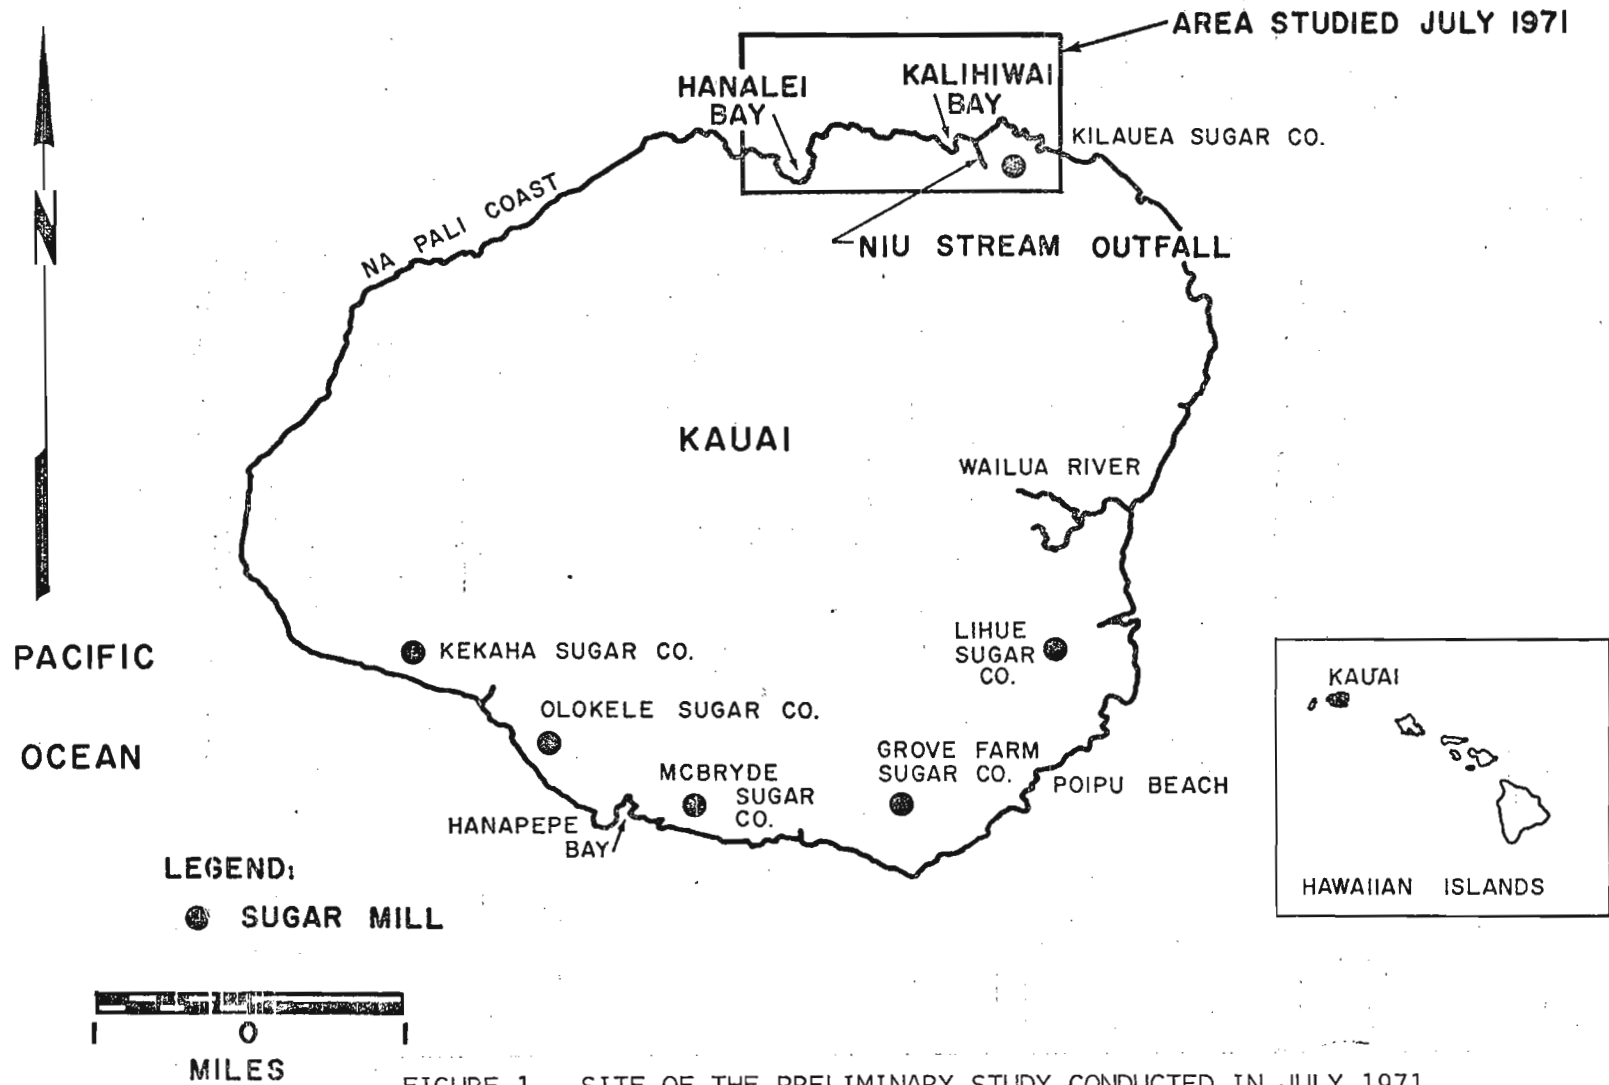 AREA STUDIED JULY 1971
HANALEI
BAY
KALIHIWAI
BAY
KILAUEA SUGAR CO.
NA PALI COAST
NIU STREAM OUTFALL
N
KAUAI
WAILUA RIVER
PACIFIC
OCEAN
KEKAHA SUGAR CO.
LIHUE
SUGAR
CO.
OLOKELE SUGAR CO.
GROVE FARM
SUGAR CO.
MCBRYDE
SUGAR
CO.
POIPU BEACH
HANAPEPE
BAY
KAUAI
HAWAIIAN ISLANDS
LEGEND:
SUGAR MILL
1 0 1
MILES
FIGURE 1. SITE OF THE PRELIMINARY STUDY CONDUCTED IN JULY 1971